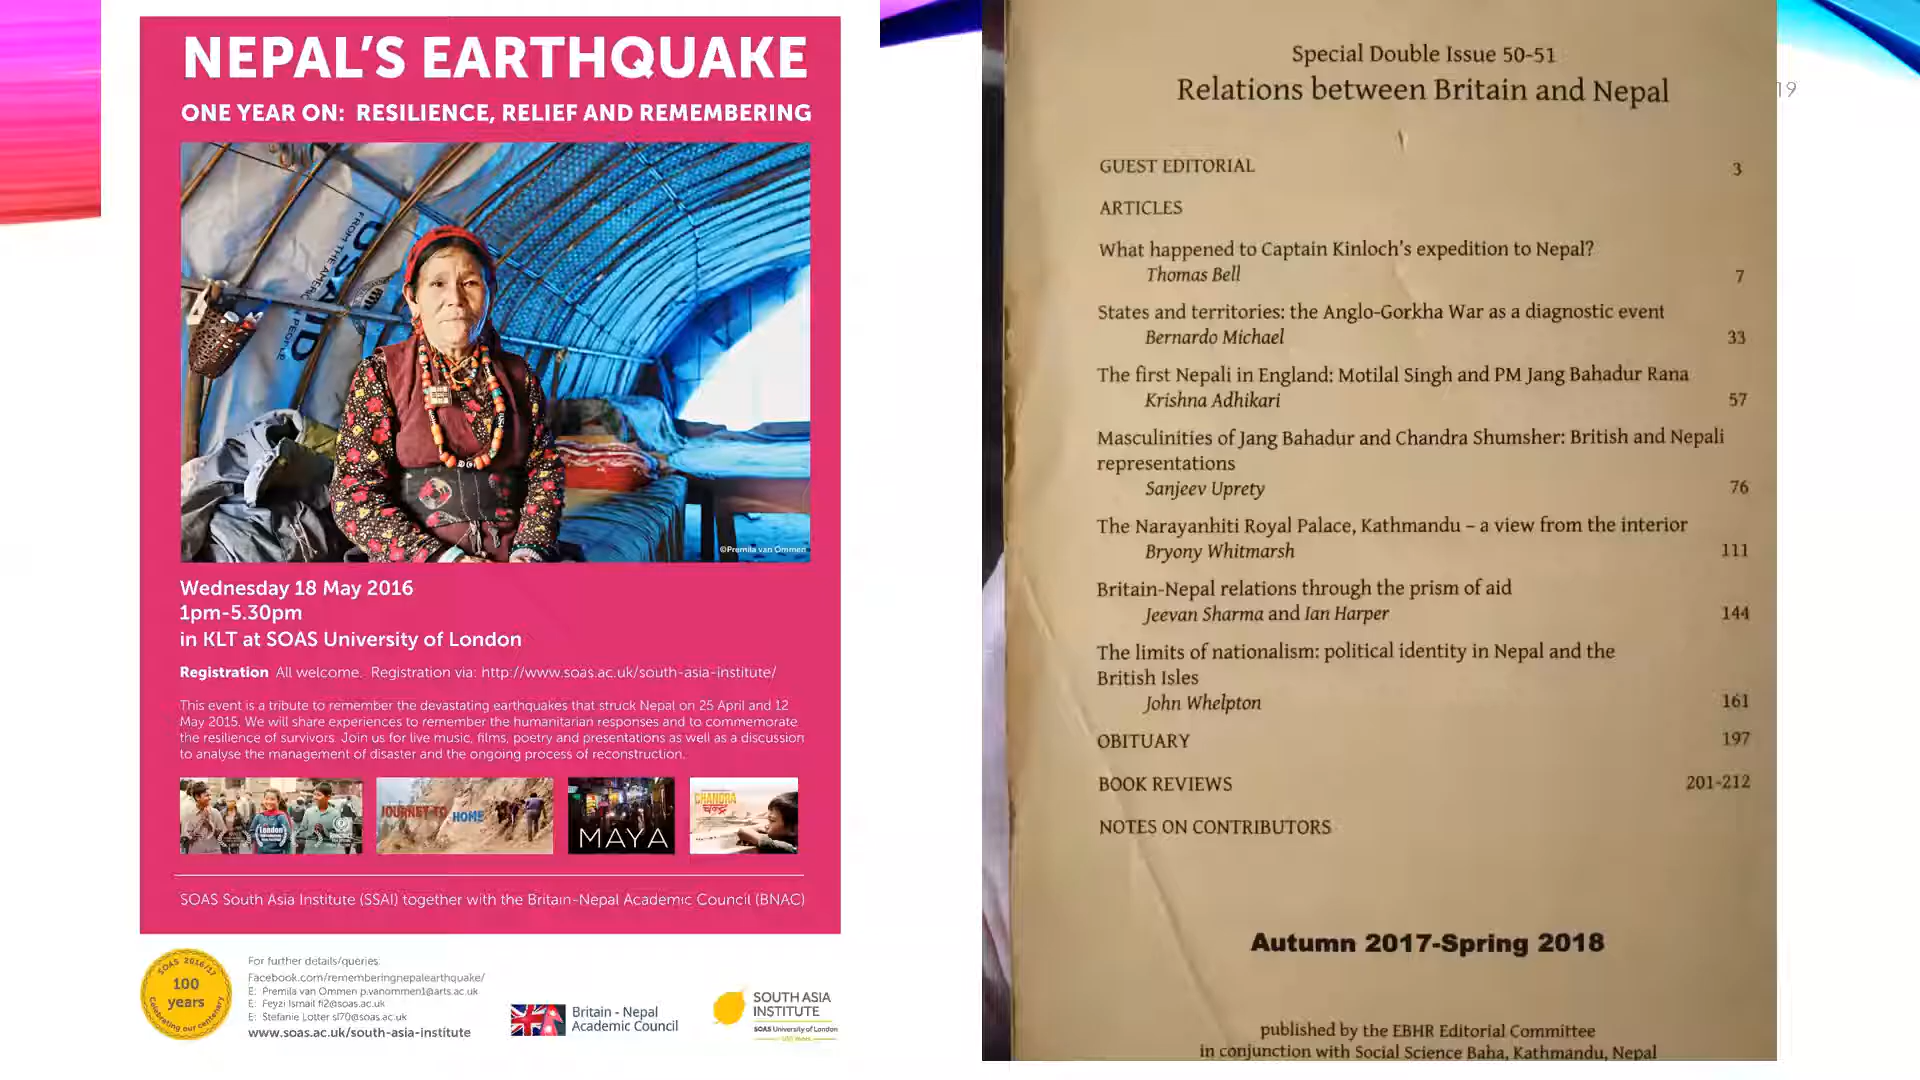 NEPAL'S EARTHQUAKE
ONE YEAR ON: RESILIENCE, RELIEF AND REMEMBERING
FROM THE AMERIC
USAID
PEOPLE
©Premila van Ommen
Wednesday 18 May 2016
1pm-5.30pm
in KLT at SOAS University of London
Registration All welcome. Registration via: http://www.soas.ac.uk/south-asia-institute/
This event is a tribute to remember the devastating earthquakes that struck Nepal on 25 April and 12
May 2015. We will share experiences to remember the humanitarian responses and to commemorate
the resilience of survivors. Join us for live music, films, poetry and presentations as well as a discussion
to analyse the management of disaster and the ongoing process of reconstruction.
London
JOURNEY TO HOME
MAYA
CHANDRA
चन्द्र
SOAS South Asia Institute (SSAI) together with the Britain-Nepal Academic Council (BNAC)
SOAS 2016/17
100
years
Celebrating our centenary
For further details/queries:
Facebook.com/rememberingnepalearthquake/
E: Premila van Ommen p.vanommen1@arts.ac.uk
E: Feyzi Ismail fi2@soas.ac.uk
E: Stefanie Lotter sl70@soas.ac.uk
www.soas.ac.uk/south-asia-institute
Britain - Nepal
Academic Council
SOUTH ASIA
INSTITUTE
SOAS University of London
Special Double Issue 50-51
Relations between Britain and Nepal
19
GUEST EDITORIAL 3
ARTICLES
What happened to Captain Kinloch's expedition to Nepal?
Thomas Bell 7
States and territories: the Anglo-Gorkha War as a diagnostic event
Bernardo Michael 33
The first Nepali in England: Motilal Singh and PM Jang Bahadur Rana
Krishna Adhikari 57
Masculinities of Jang Bahadur and Chandra Shumsher: British and Nepali
representations
Sanjeev Uprety 76
The Narayanhiti Royal Palace, Kathmandu – a view from the interior
Bryony Whitmarsh 111
Britain-Nepal relations through the prism of aid
Jeevan Sharma and Ian Harper 144
The limits of nationalism: political identity in Nepal and the
British Isles
John Whelpton 161
OBITUARY 197
BOOK REVIEWS 201-212
NOTES ON CONTRIBUTORS
Autumn 2017-Spring 2018
published by the EBHR Editorial Committee
in conjunction with Social Science Baha, Kathmandu, Nepal